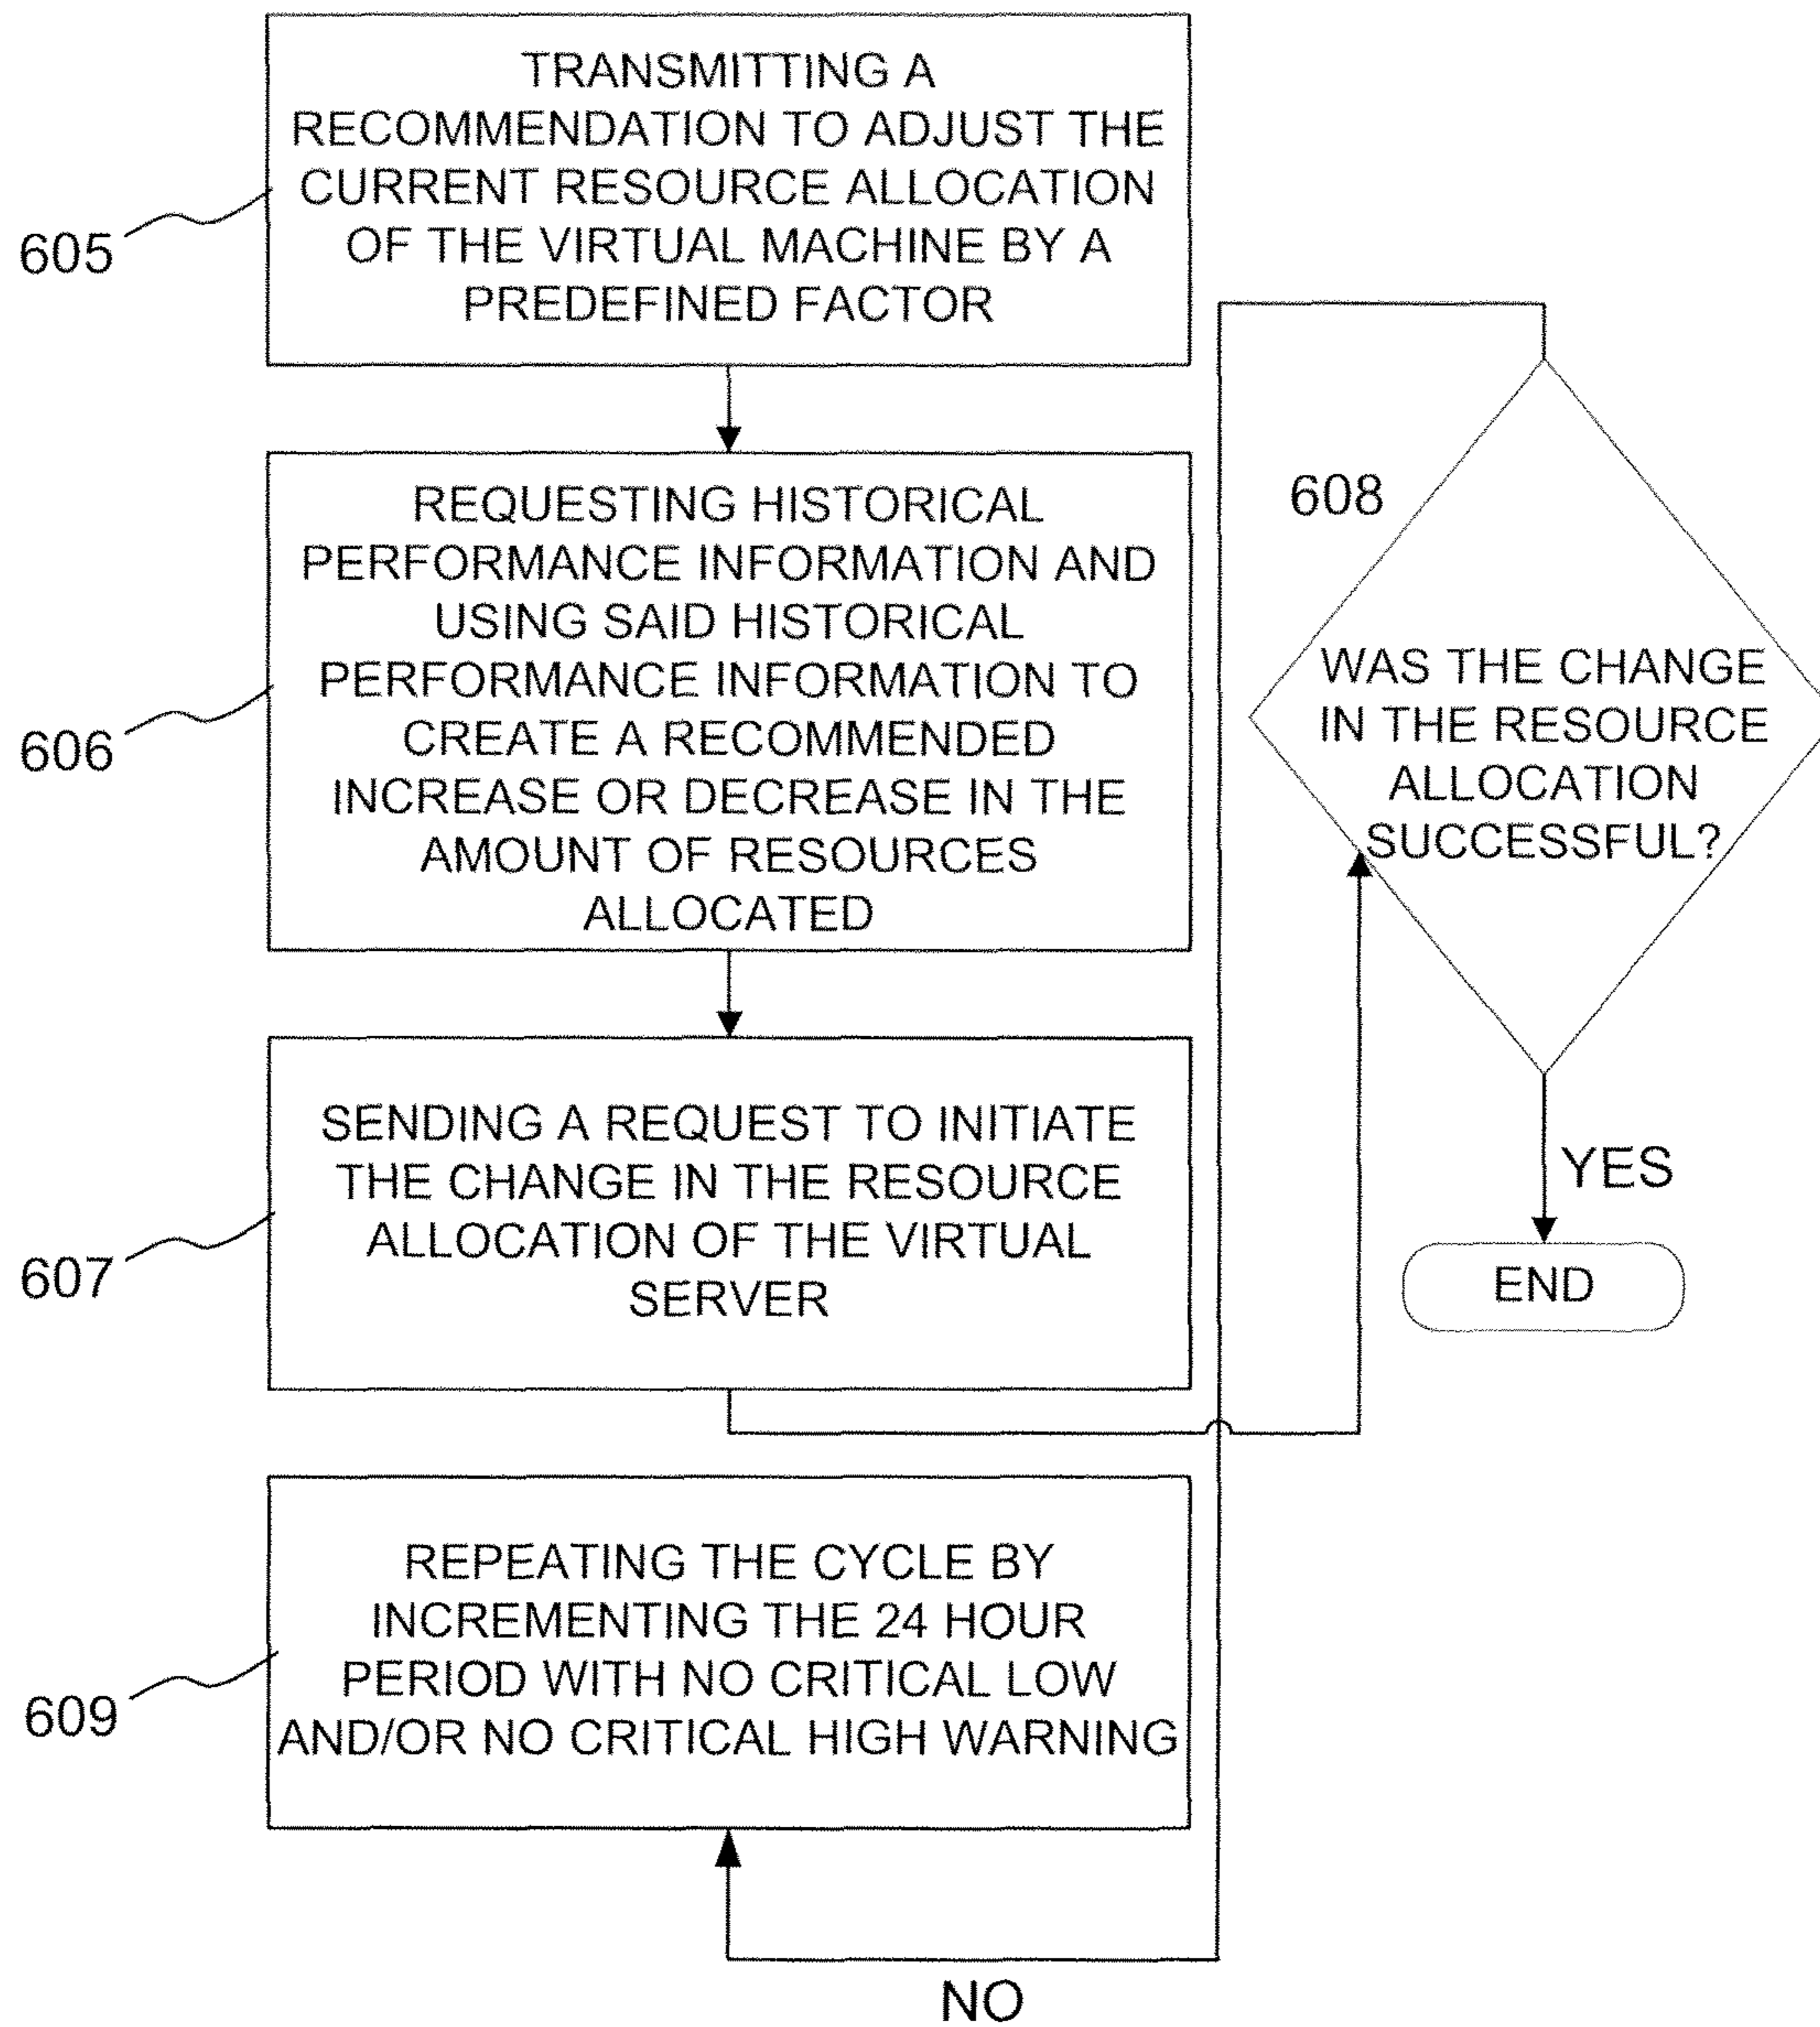 TRANSMITTING A
RECOMMENDATION TO ADJUST THE
CURRENT RESOURCE ALLOCATION
OF THE VIRTUAL MACHINE BY A
PREDEFINED FACTOR
605
REQUESTING HISTORICAL
PERFORMANCE INFORMATION AND
USING SAID HISTORICAL
PERFORMANCE INFORMATION TO
CREATE A RECOMMENDED
INCREASE OR DECREASE IN THE
AMOUNT OF RESOURCES
ALLOCATED
606
SENDING A REQUEST TO INITIATE
THE CHANGE IN THE RESOURCE
ALLOCATION OF THE VIRTUAL
SERVER
607
608
WAS THE CHANGE
IN THE RESOURCE
ALLOCATION
SUCCESSFUL?
YES
END
REPEATING THE CYCLE BY
INCREMENTING THE 24 HOUR
PERIOD WITH NO CRITICAL LOW
AND/OR NO CRITICAL HIGH WARNING
609
NO